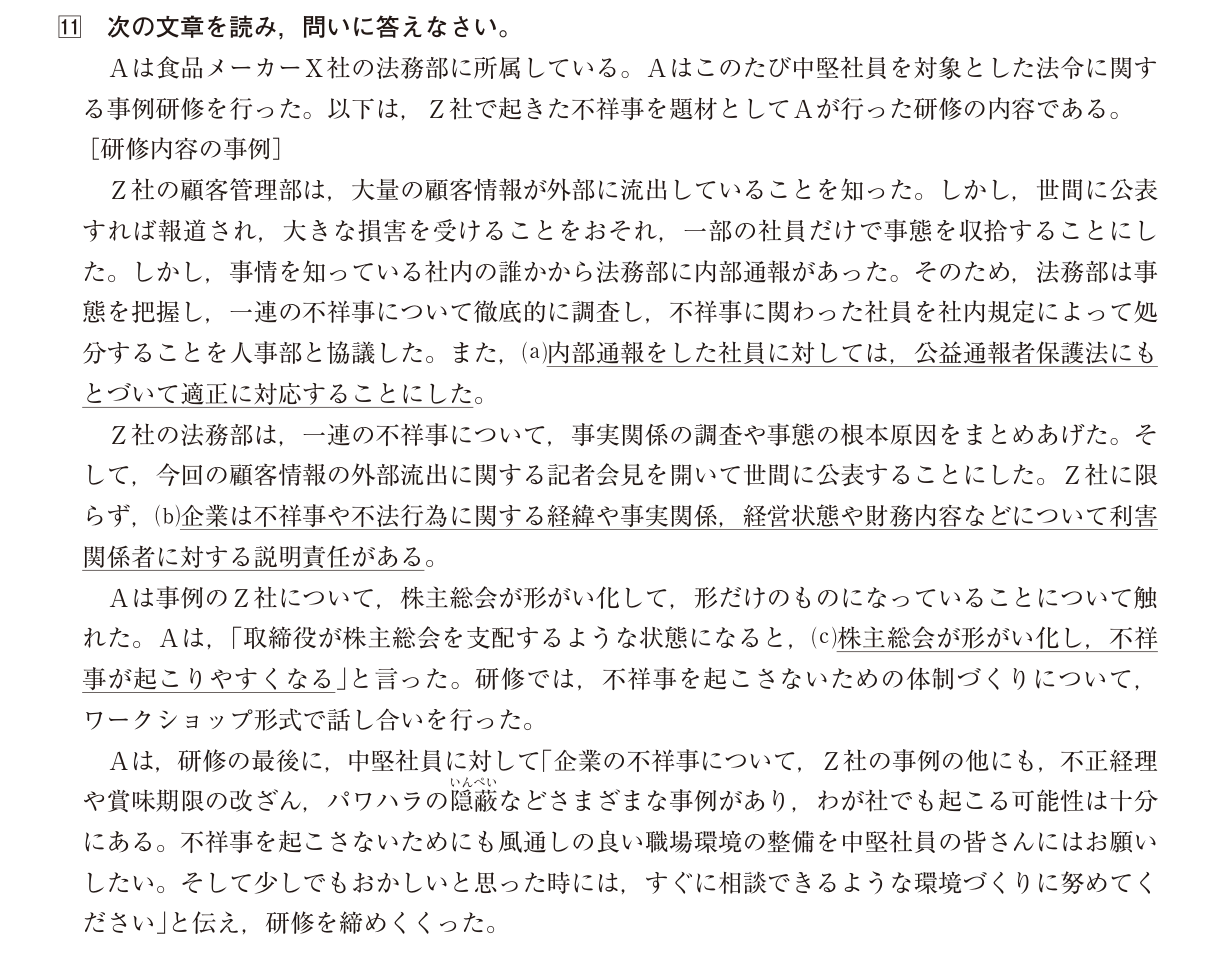 11　次の文章を読み，問いに答えなさい。
　Ａは食品メーカーＸ社の法務部に所属している。Ａはこのたび中堅社員を対象とした法令に関す
る事例研修を行った。以下は，Ｚ社で起きた不祥事を題材としてＡが行った研修の内容である。
［研修内容の事例］
　Ｚ社の顧客管理部は，大量の顧客情報が外部に流出していることを知った。しかし，世間に公表
すれば報道され，大きな損害を受けることをおそれ，一部の社員だけで事態を収拾することにし
た。しかし，事情を知っている社内の誰かから法務部に内部通報があった。そのため，法務部は事
態を把握し，一連の不祥事について徹底的に調査し，不祥事に関わった社員を社内規定によって処
分することを人事部と協議した。また，(a)内部通報をした社員に対しては，公益通報者保護法にも
とづいて適正に対応することにした。
　Ｚ社の法務部は，一連の不祥事について，事実関係の調査や事態の根本原因をまとめあげた。そ
して，今回の顧客情報の外部流出に関する記者会見を開いて世間に公表することにした。Ｚ社に限
らず，(b)企業は不祥事や不法行為に関する経緯や事実関係，経営状態や財務内容などについて利害
関係者に対する説明責任がある。
　Ａは事例のＺ社について，株主総会が形がい化して，形だけのものになっていることについて触
れた。Ａは，「取締役が株主総会を支配するような状態になると，(c)株主総会が形がい化し，不祥
事が起こりやすくなる」と言った。研修では，不祥事を起こさないための体制づくりについて，
ワークショップ形式で話し合いを行った。
　Ａは，研修の最後に，中堅社員に対して「企業の不祥事について，Ｚ社の事例の他にも，不正経理
いんぺい
や賞味期限の改ざん，パワハラの隠蔽などさまざまな事例があり，わが社でも起こる可能性は十分
にある。不祥事を起こさないためにも風通しの良い職場環境の整備を中堅社員の皆さんにはお願い
したい。そして少しでもおかしいと思った時には，すぐに相談できるような環境づくりに努めてく
ださい」と伝え，研修を締めくくった。